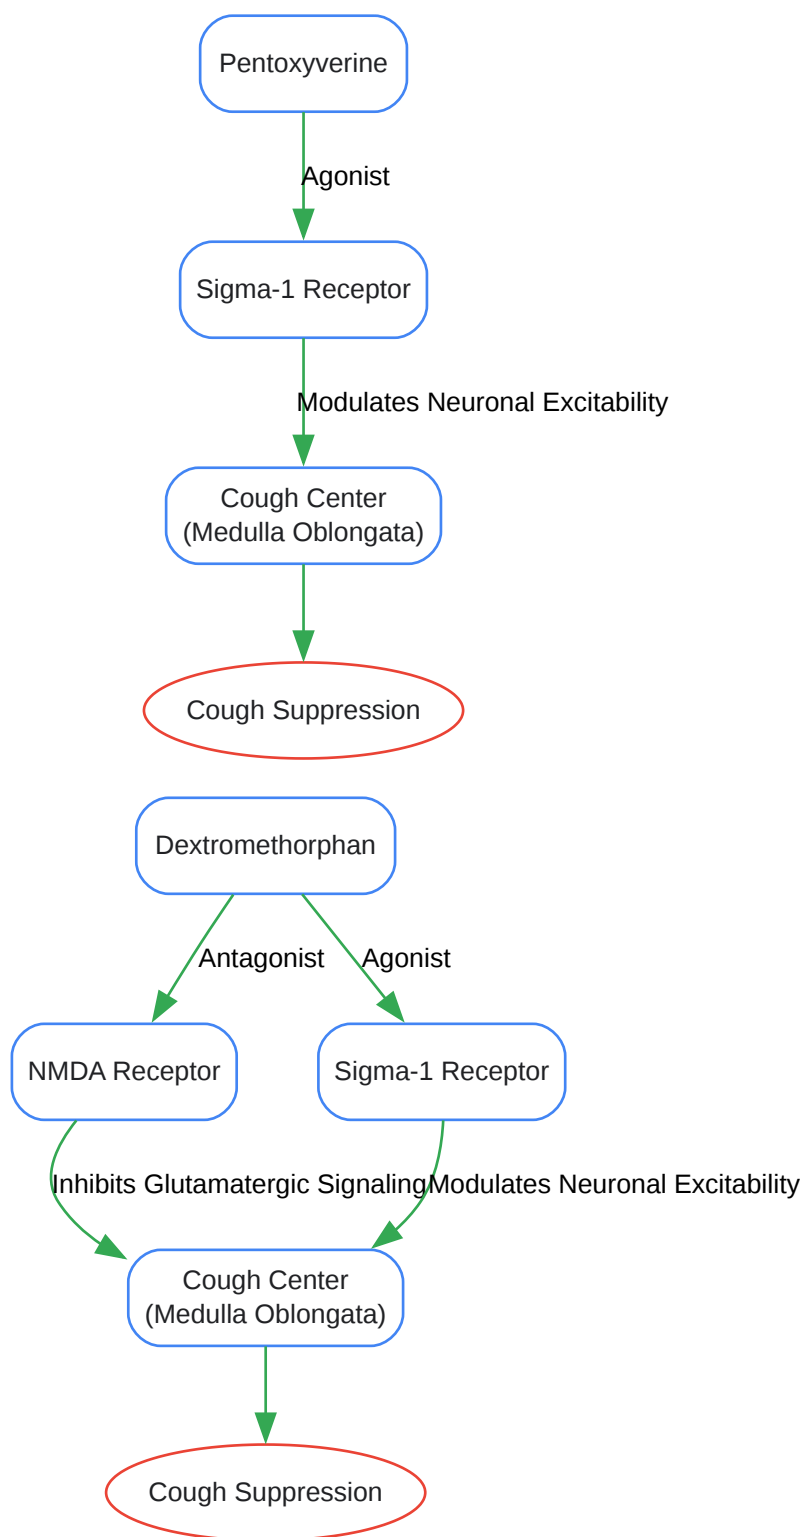 Pentoxyverine
Agonist
Sigma-1 Receptor
Modulates Neuronal Excitability
Cough Center
(Medulla Oblongata)
Cough Suppression
Dextromethorphan
Antagonist
Agonist
NMDA Receptor
Sigma-1 Receptor
Inhibits Glutamatergic Signaling
Modulates Neuronal Excitability
Cough Center
(Medulla Oblongata)
Cough Suppression